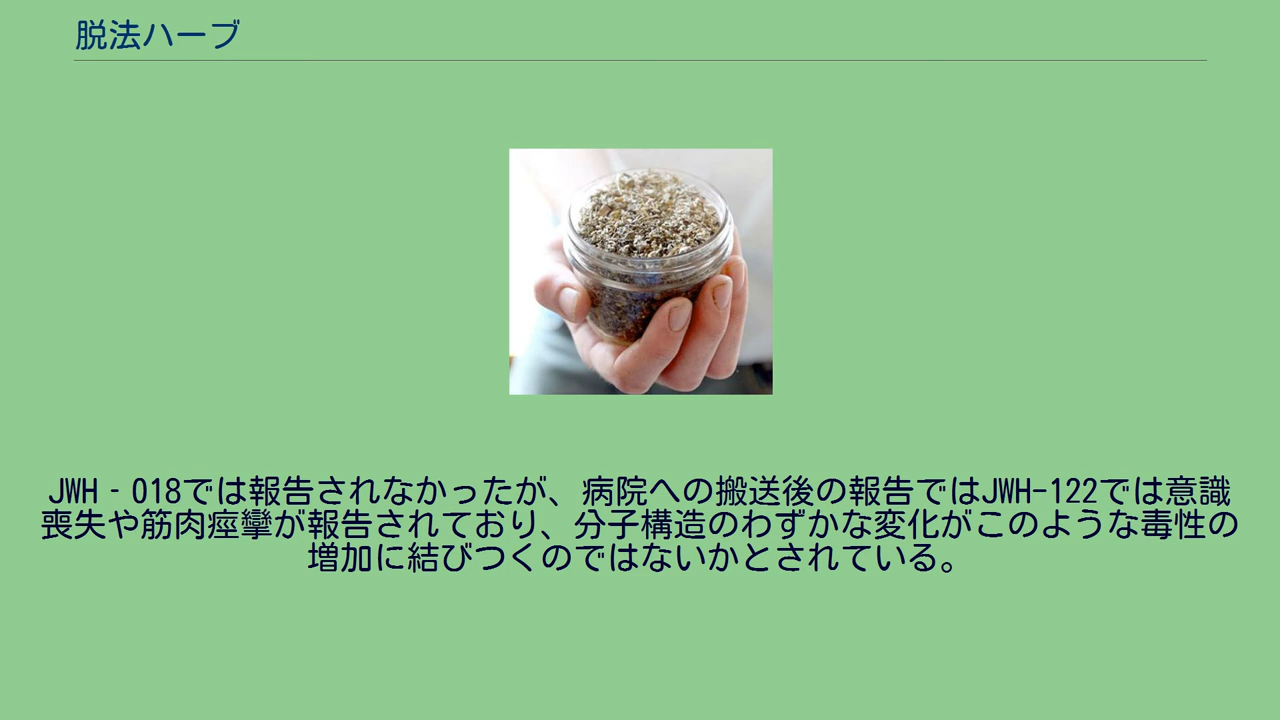 脱法ハーブ
JWH‐018では報告されなかったが、病院への搬送後の報告ではJWH-122では意識
喪失や筋肉痙攣が報告されており、分子構造のわずかな変化がこのような毒性の
増加に結びつくのではないかとされている。